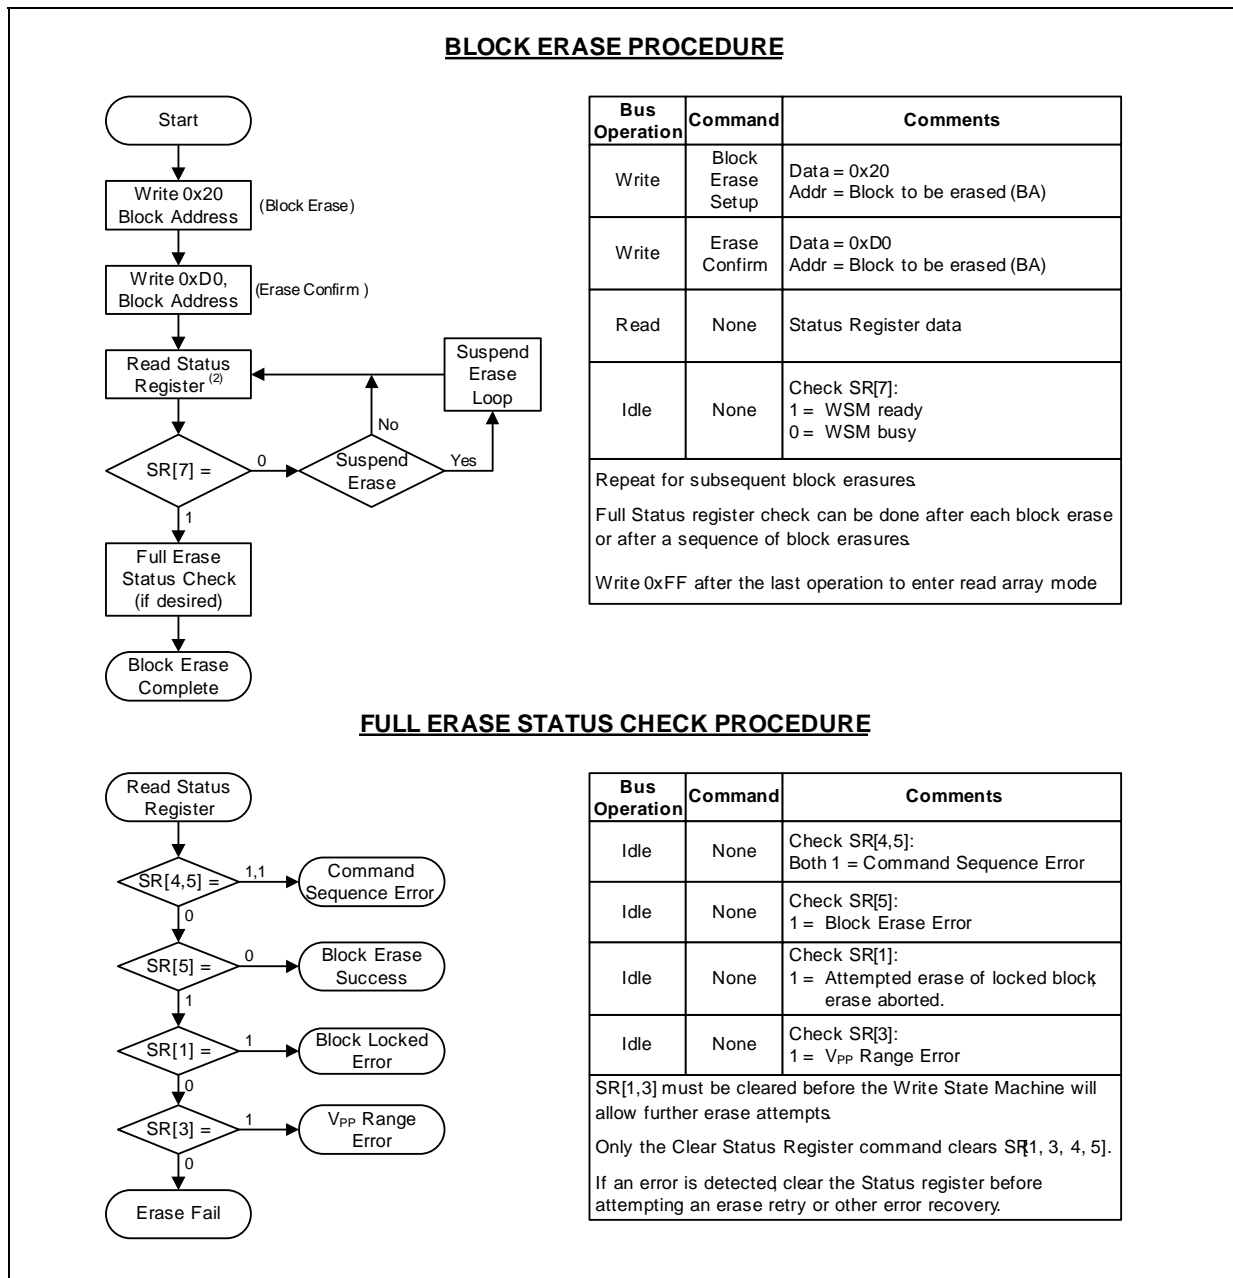 BLOCK ERASE PROCEDURE
Start
Write 0x20
Block Address
(Block Erase)
Write 0xD0,
Block Address
(Erase Confirm )
Read Status
Register (2)
Suspend
Erase
Loop
No
SR[7] =
0
Suspend
Erase
Yes
1
Full Erase
Status Check
(if desired)
Block Erase
Complete
Bus
Operation
Command
Comments
Write
Block
Erase
Setup
Data = 0x20
Addr = Block to be erased (BA)
Write
Erase
Confirm
Data = 0xD0
Addr = Block to be erased (BA)
Read
None
Status Register data
Idle
None
Check SR[7]:
1 = WSM ready
0 = WSM busy
Repeat for subsequent block erasures.
Full Status register check can be done after each block erase
or after a sequence of block erasures.
Write 0xFF after the last operation to enter read array mode
FULL ERASE STATUS CHECK PROCEDURE
Read Status
Register
SR[4,5] =
1,1
Command
Sequence Error
0
SR[5] =
0
Block Erase
Success
1
SR[1] =
1
Block Locked
Error
0
SR[3] =
1
VPP Range
Error
0
Erase Fail
Bus
Operation
Command
Comments
Idle
None
Check SR[4,5]:
Both 1 = Command Sequence Error
Idle
None
Check SR[5]:
1 = Block Erase Error
Idle
None
Check SR[1]:
1 = Attempted erase of locked block,
erase aborted.
Idle
None
Check SR[3]:
1 = VPP Range Error
SR[1,3] must be cleared before the Write State Machine will
allow further erase attempts.
Only the Clear Status Register command clears SR[1, 3, 4, 5].
If an error is detected, clear the Status register before
attempting an erase retry or other error recovery.